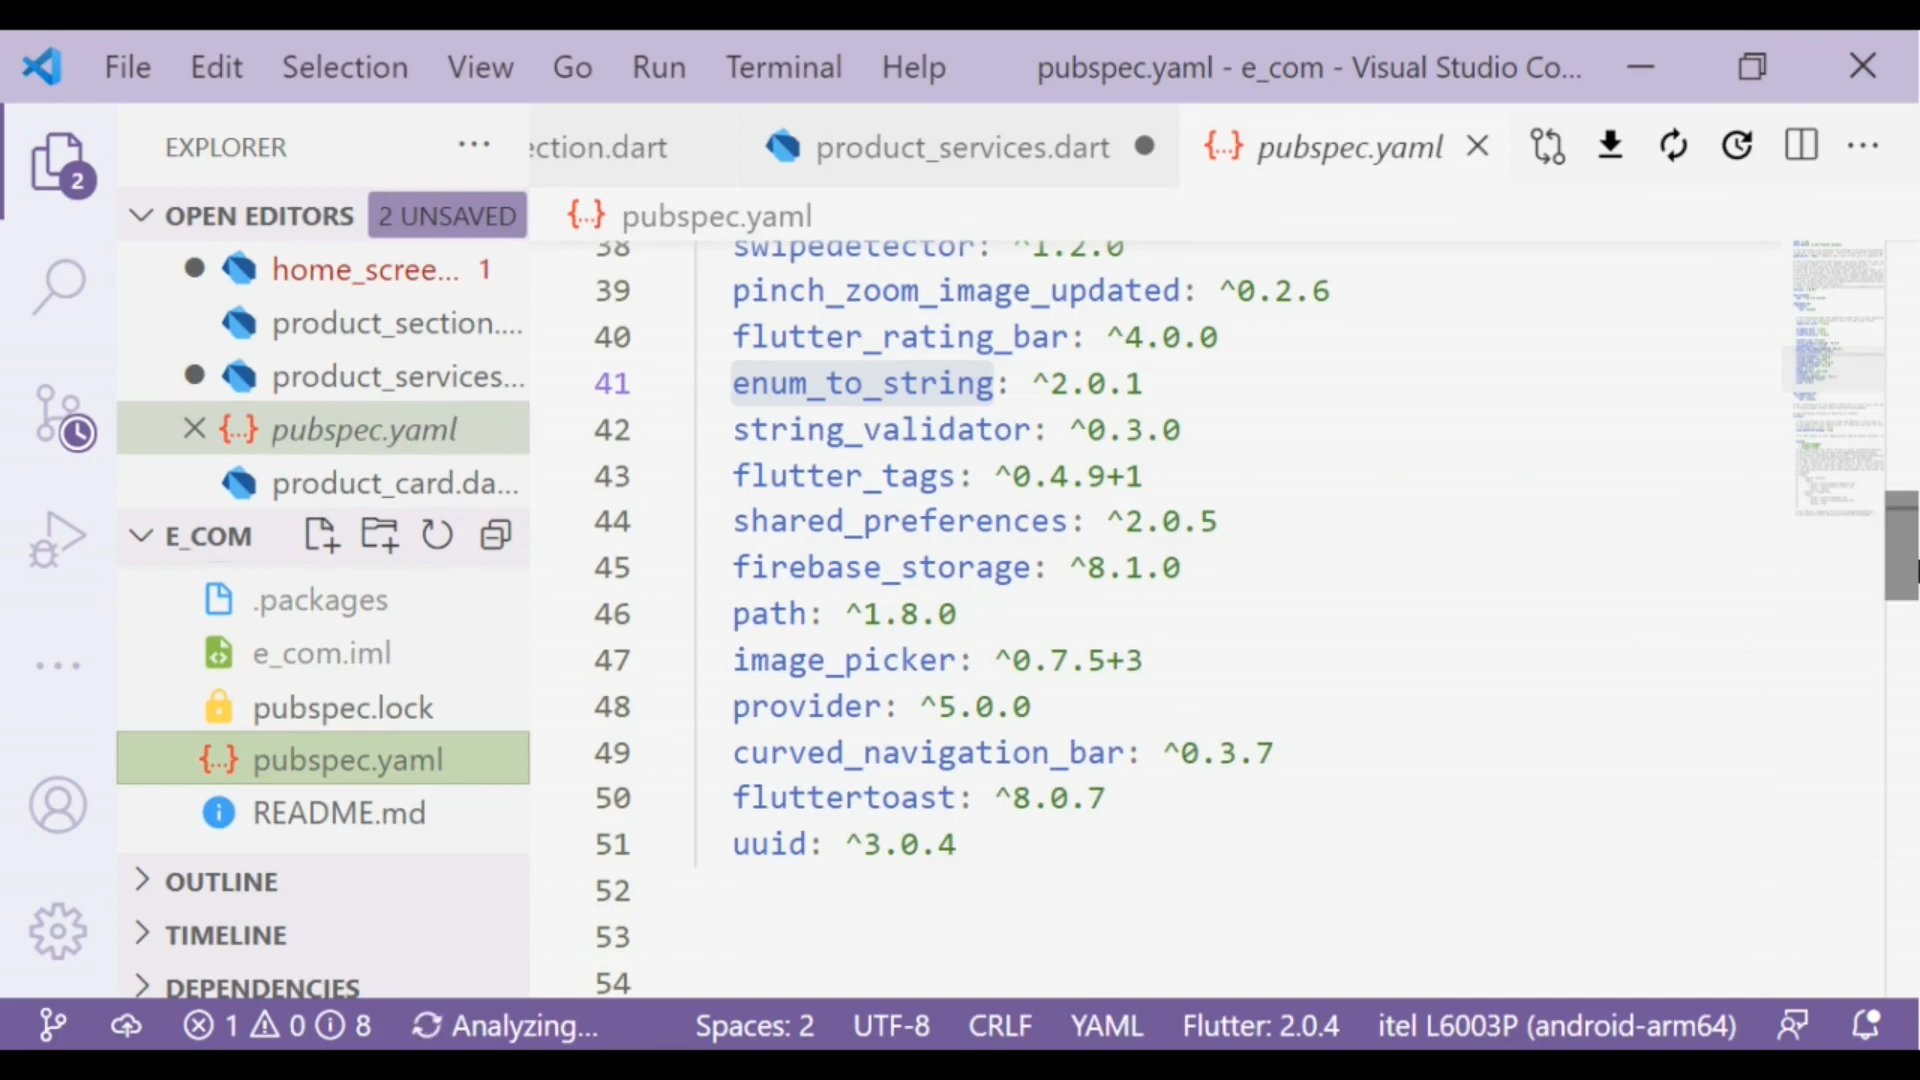 File Edit Selection View Go Run Terminal Help pubspec.yaml - e_com - Visual Studio Co...
EXPLORER
ection.dart product_services.dart pubspec.yaml
2
OPEN EDITORS 2 UNSAVED
home_scree... 1
product_section....
product_services...
pubspec.yaml
product_card.da...
E_COM
.packages
e_com.iml
pubspec.lock
pubspec.yaml
README.md
OUTLINE
TIMELINE
DEPENDENCIES
{...} pubspec.yaml
38 swipedetector: ^1.2.0
39 pinch_zoom_image_updated: ^0.2.6
40 flutter_rating_bar: ^4.0.0
41 enum_to_string: ^2.0.1
42 string_validator: ^0.3.0
43 flutter_tags: ^0.4.9+1
44 shared_preferences: ^2.0.5
45 firebase_storage: ^8.1.0
46 path: ^1.8.0
47 image_picker: ^0.7.5+3
48 provider: ^5.0.0
49 curved_navigation_bar: ^0.3.7
50 fluttertoast: ^8.0.7
51 uuid: ^3.0.4
52
53
54
1 0 8 Analyzing... Spaces: 2 UTF-8 CRLF YAML Flutter: 2.0.4 itel L6003P (android-arm64)